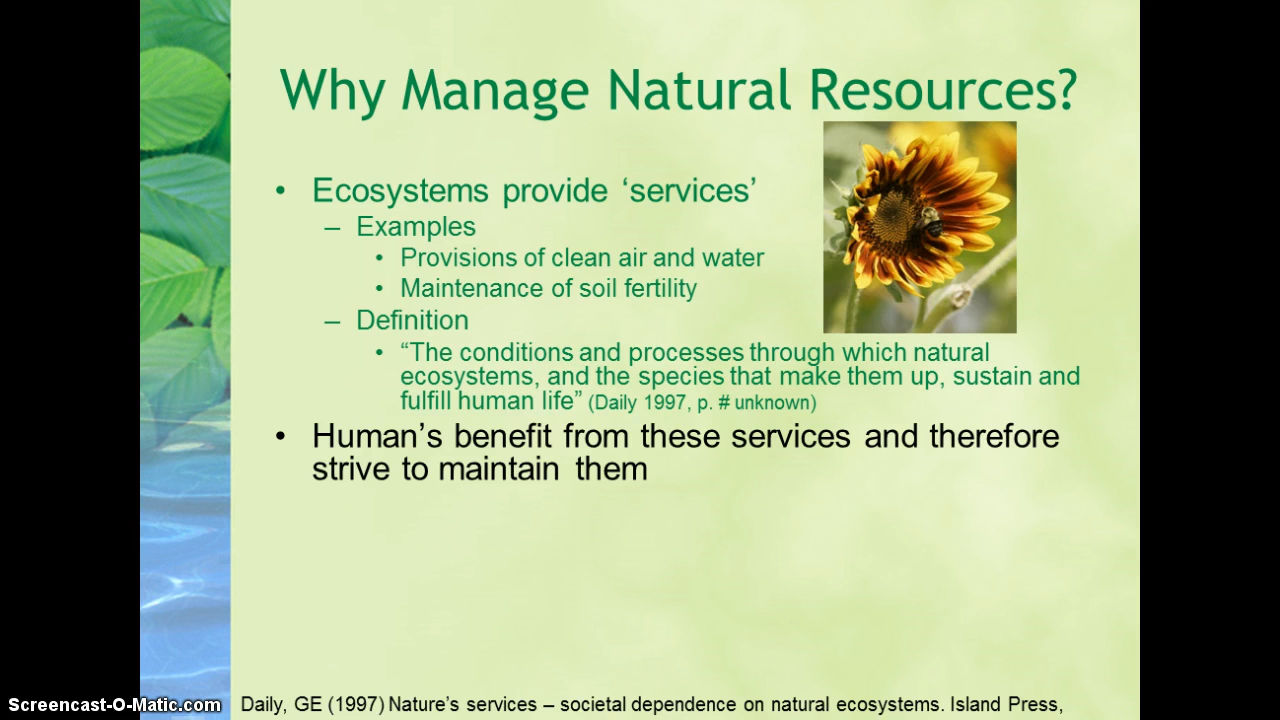 Why Manage Natural Resources?
• Ecosystems provide ‘services’
– Examples
• Provisions of clean air and water
• Maintenance of soil fertility
– Definition
• “The conditions and processes through which natural
ecosystems, and the species that make them up, sustain and
fulfill human life” (Daily 1997, p. # unknown)
• Human’s benefit from these services and therefore
strive to maintain them
Screencast-O-Matic.com
Daily, GE (1997) Nature’s services – societal dependence on natural ecosystems. Island Press,